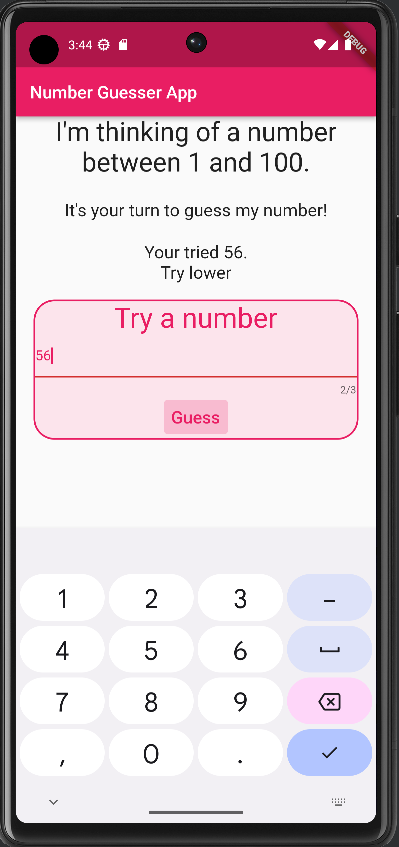 3:44
DEBUG
Number Guesser App
I'm thinking of a number
between 1 and 100.
It's your turn to guess my number!
Your tried 56.
Try lower
Try a number
56
2/3
Guess
1 2 3 –
4 5 6
7 8 9
, 0 .